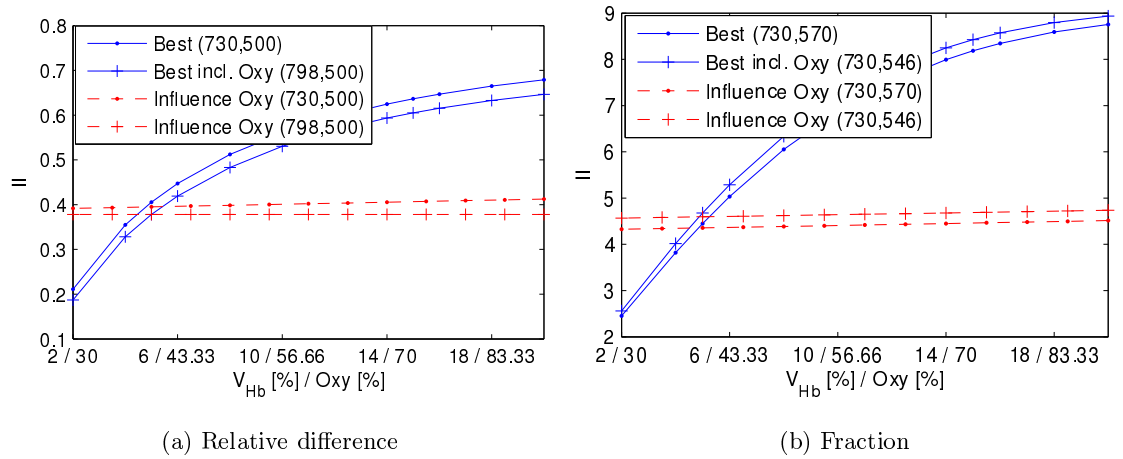 0.8
0.7
0.6
0.5
0.4
0.3
0.2
0.1
II
Best (730,500)
Best incl. Oxy (798,500)
Influence Oxy (730,500)
Influence Oxy (798,500)
2 / 30 6 / 43.33 10 / 56.66 14 / 70 18 / 83.33
V_Hb [%] / Oxy [%]
(a) Relative difference
9
8
7
6
5
4
3
2
II
Best (730,570)
Best incl. Oxy (730,546)
Influence Oxy (730,570)
Influence Oxy (730,546)
2 / 30 6 / 43.33 10 / 56.66 14 / 70 18 / 83.33
V_Hb [%] / Oxy [%]
(b) Fraction